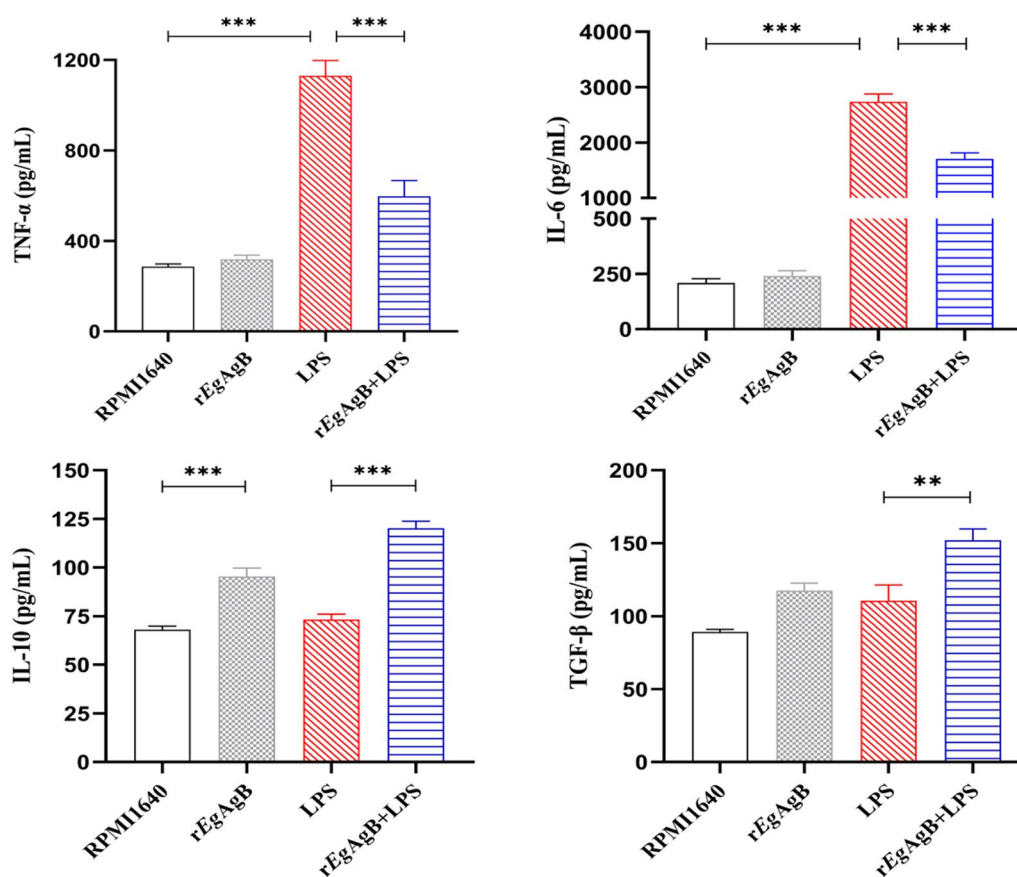 *** ***
1200
800
400
0
TNF-α (pg/mL)
RPMI1640
rEgAgB
LPS
rEgAgB+LPS
*** ***
4000
3000
2000
1000
500
250
0
IL-6 (pg/mL)
RPMI1640
rEgAgB
LPS
rEgAgB+LPS
*** ***
150
125
100
75
50
25
0
IL-10 (pg/mL)
RPMI1640
rEgAgB
LPS
rEgAgB+LPS
**
200
150
100
50
0
TGF-β (pg/mL)
RPMI1640
rEgAgB
LPS
rEgAgB+LPS